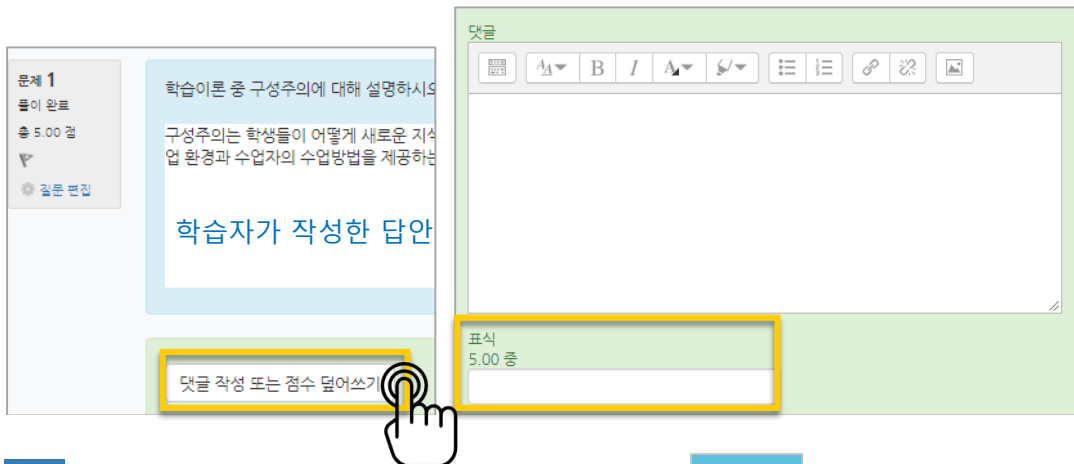 문제 1
풀이 완료
총 5.00 점
질문 편집
학습이론 중 구성주의에 대해 설명하시오
구성주의는 학생들이 어떻게 새로운 지식
업 환경과 수업자의 수업방법을 제공하는
학습자가 작성한 답안
댓글 작성 또는 점수 덮어쓰기
댓글
표식
5.00 중